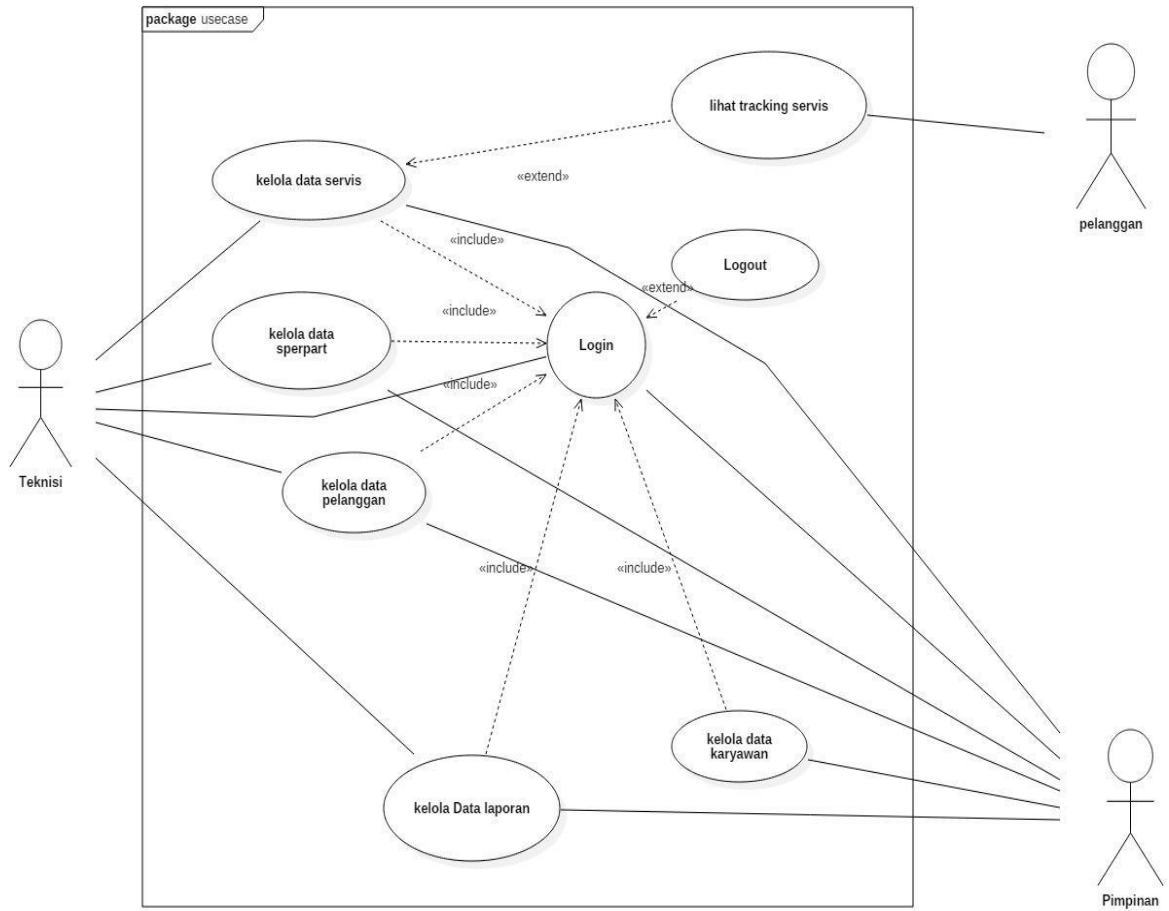 package usecase
lihat tracking servis
«extend»
kelola data servis
pelanggan
«include»
Logout
«extend»
«include»
kelola data
sperpart
Login
«include»
Teknisi
kelola data
pelanggan
«include»
«include»
kelola data
karyawan
kelola Data laporan
Pimpinan